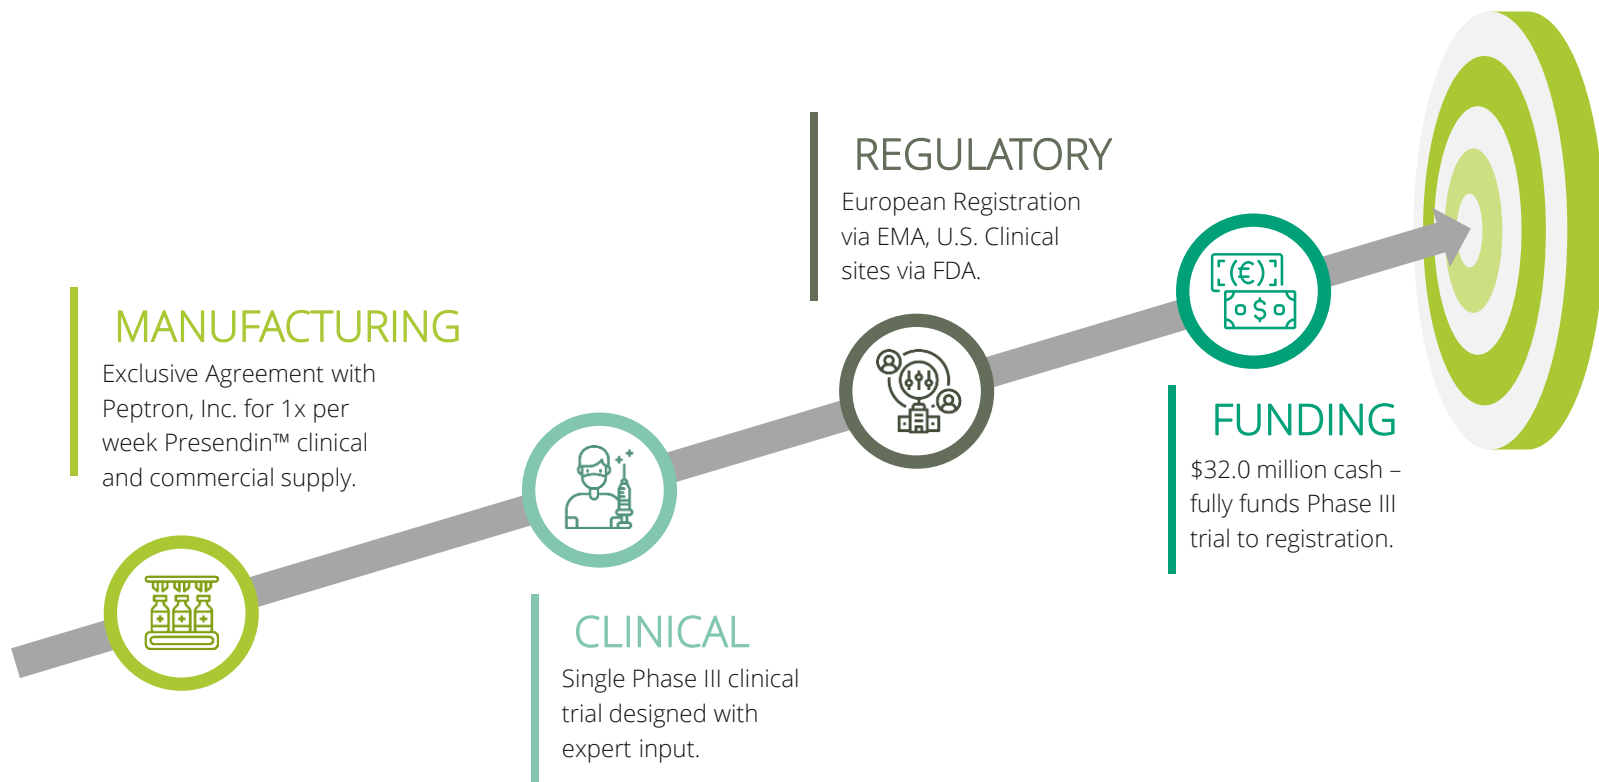 MANUFACTURING
Exclusive Agreement with
Peptron, Inc. for 1x per
week Presendin™ clinical
and commercial supply.
CLINICAL
Single Phase III clinical
trial designed with
expert input.
REGULATORY
European Registration
via EMA, U.S. Clinical
sites via FDA.
(€)
$
FUNDING
$32.0 million cash –
fully funds Phase III
trial to registration.